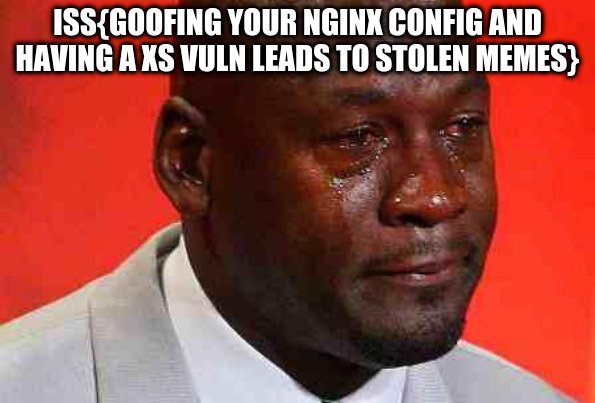 ISS{GOOFING YOUR NGINX CONFIG AND
HAVING A XS VULN LEADS TO STOLEN MEMES}